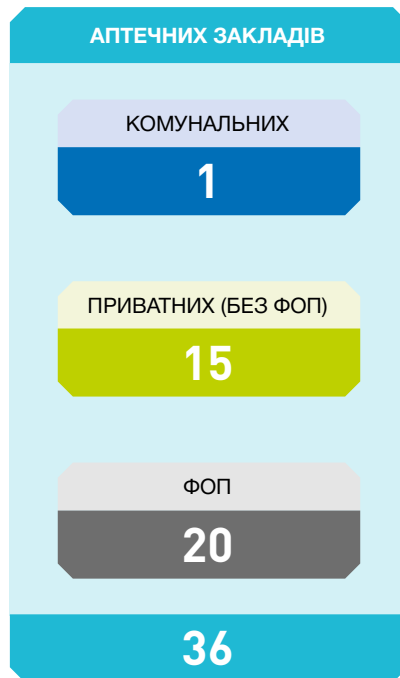 АПТЕЧНИХ ЗАКЛАДІВ
КОМУНАЛЬНИХ
1
ПРИВАТНИХ (БЕЗ ФОП)
15
ФОП
20
36